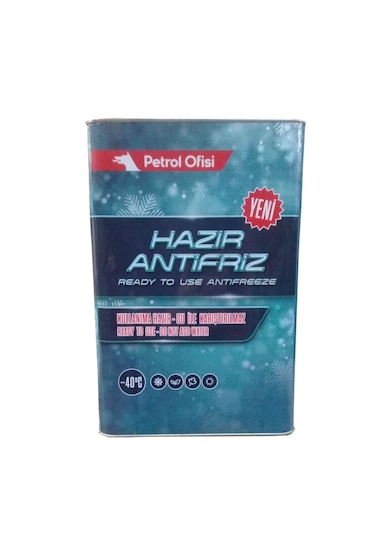 Petrol Ofisi
YENİ
HAZIR
ANTİFRİZ
READY TO USE ANTIFREEZE
KULLANIMA HAZIR - SU İLE KARIŞTIRILMAZ
READY TO USE - DO NOT ADD WATER
-40°C